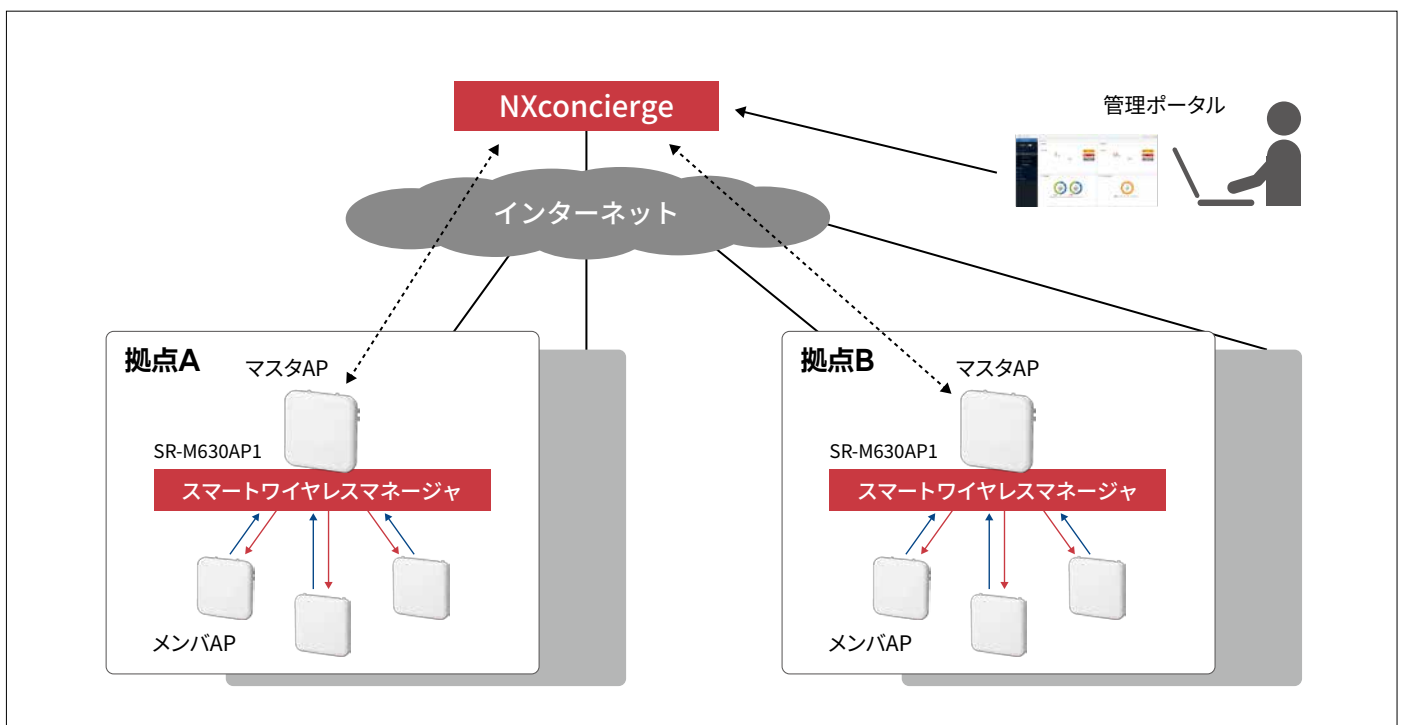 NXconcierge
管理ポータル
インターネット
拠点A
マスタAP
SR-M630AP1
スマートワイヤレスマネージャ
メンバAP
拠点B
マスタAP
SR-M630AP1
スマートワイヤレスマネージャ
メンバAP